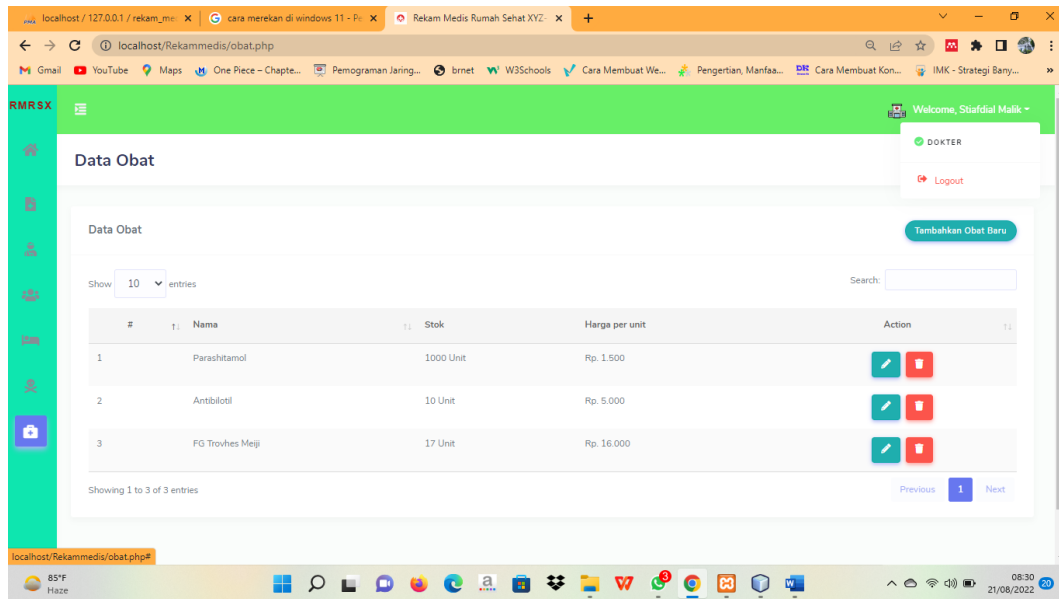 localhost / 127.0.0.1 / rekam_me
cara merekan di windows 11 - Pe
Rekam Medis Rumah Sehat XYZ-
localhost/Rekammedis/obat.php
Gmail
YouTube
Maps
One Piece – Chapte...
Pemograman Jaring...
brnet
W3Schools
Cara Membuat We...
Pengertian, Manfaa...
Cara Membuat Kon...
IMK - Strategi Bany...
»
RMRSX
Welcome, Stiafdial Malik
DOKTER
Logout
Data Obat
Data Obat
Tambahkan Obat Baru
Show 10 entries
Search:
# Nama Stok Harga per unit Action
1 Parashitamol 1000 Unit Rp. 1.500
2 Antibilotil 10 Unit Rp. 5.000
3 FG Trovhes Meiji 17 Unit Rp. 16.000
Showing 1 to 3 of 3 entries
Previous 1 Next
localhost/Rekammedis/obat.php#
85°F
Haze
3
08:30
21/08/2022
20